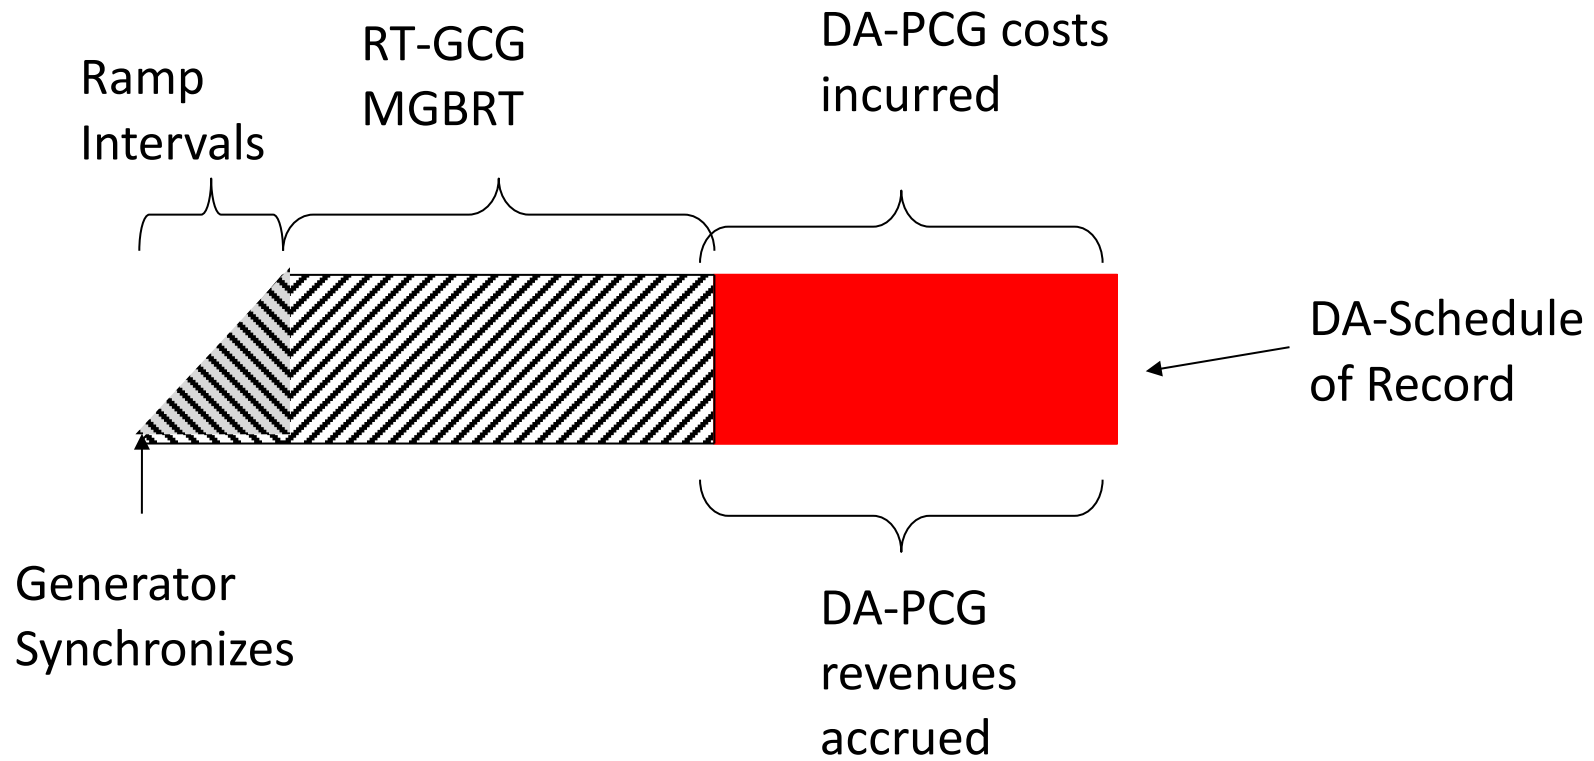 Ramp
Intervals
RT-GCG
MGBRT
DA-PCG costs
incurred
DA-Schedule
of Record
Generator
Synchronizes
DA-PCG
revenues
accrued